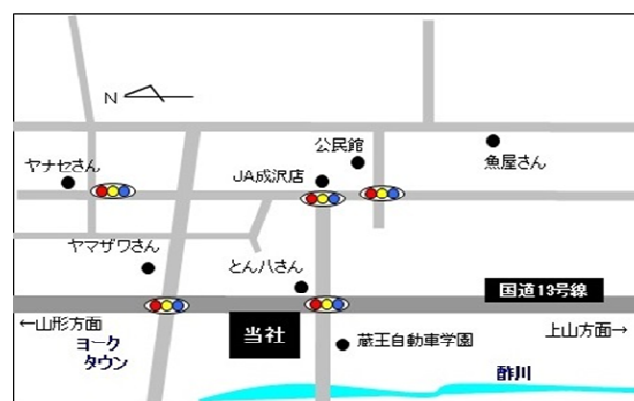 N
公民館
魚屋さん
ヤナセさん
JA成沢店
ヤマザワさん
とん八さん
国道13号線
←山形方面
ヨーク
タウン
当社
蔵王自動車学園
上山方面→
酢川